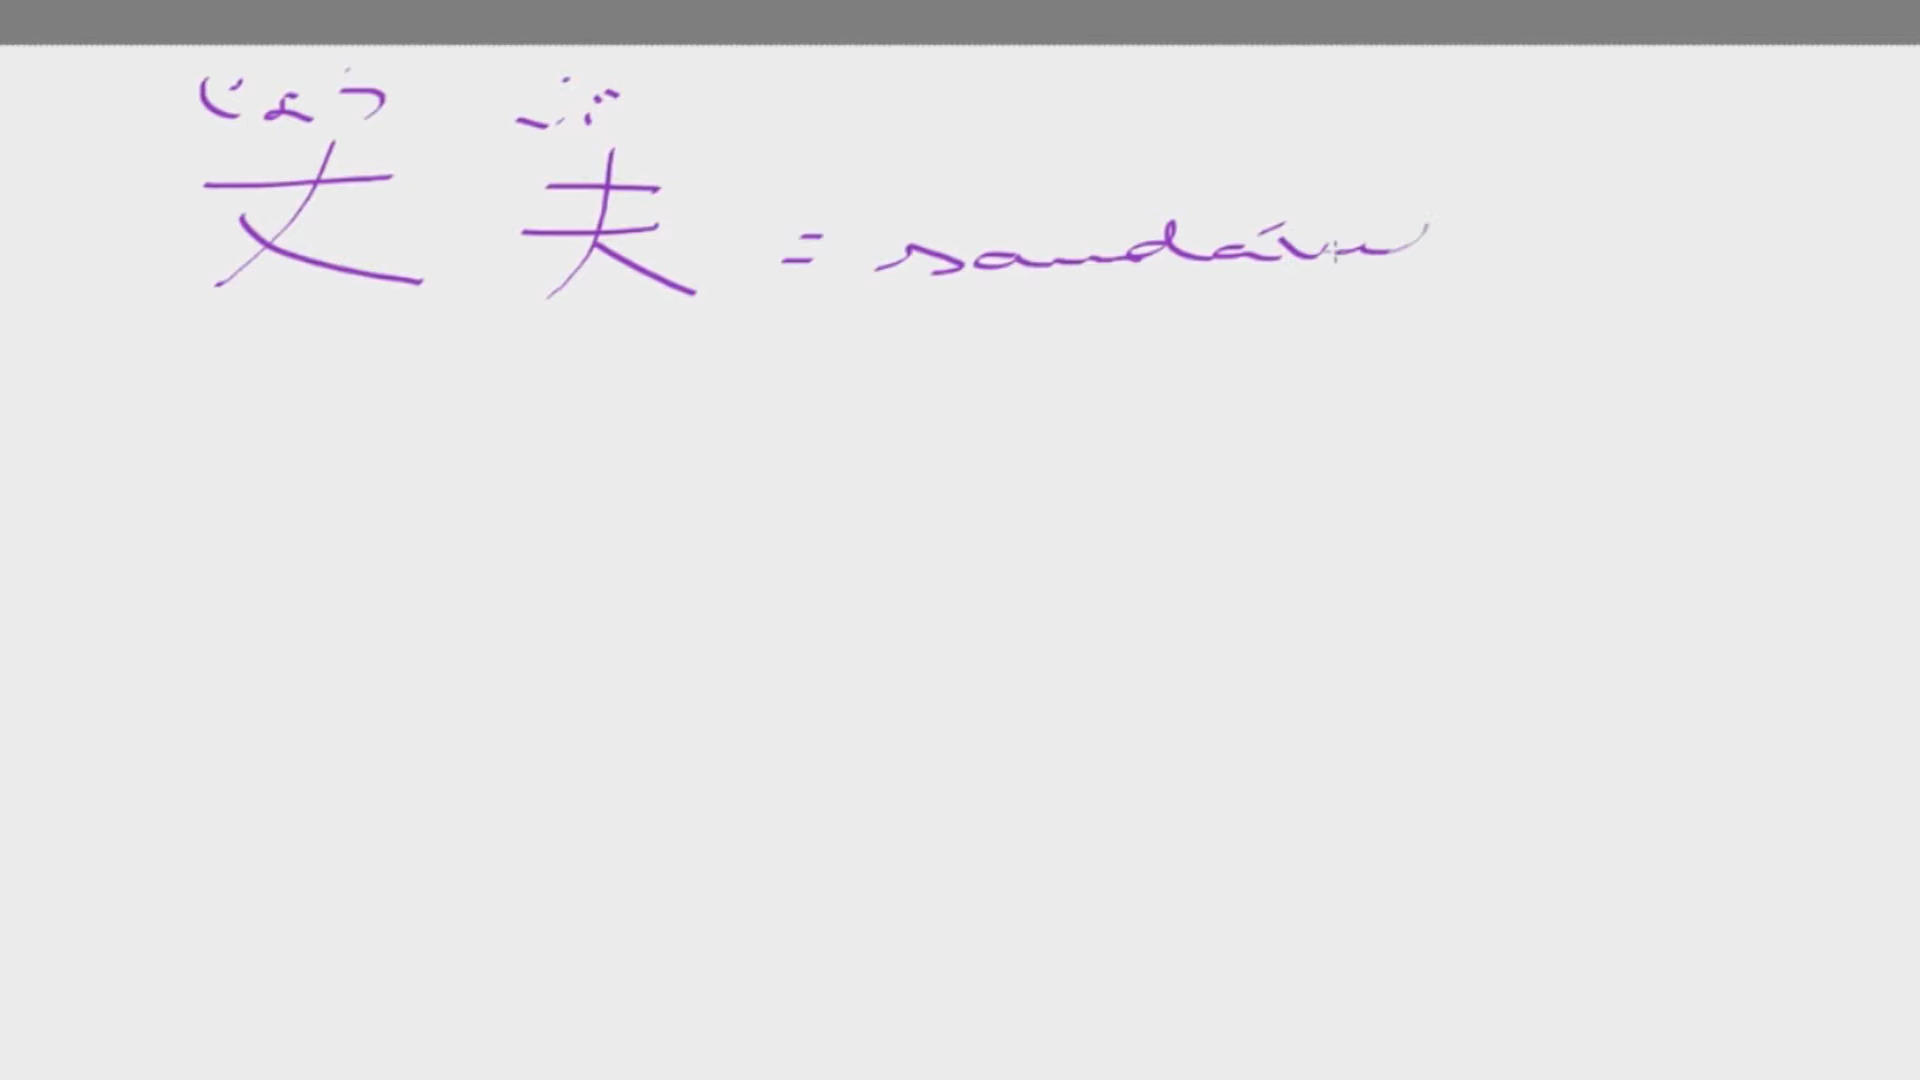 じょう ぶ
丈 夫 = saudável